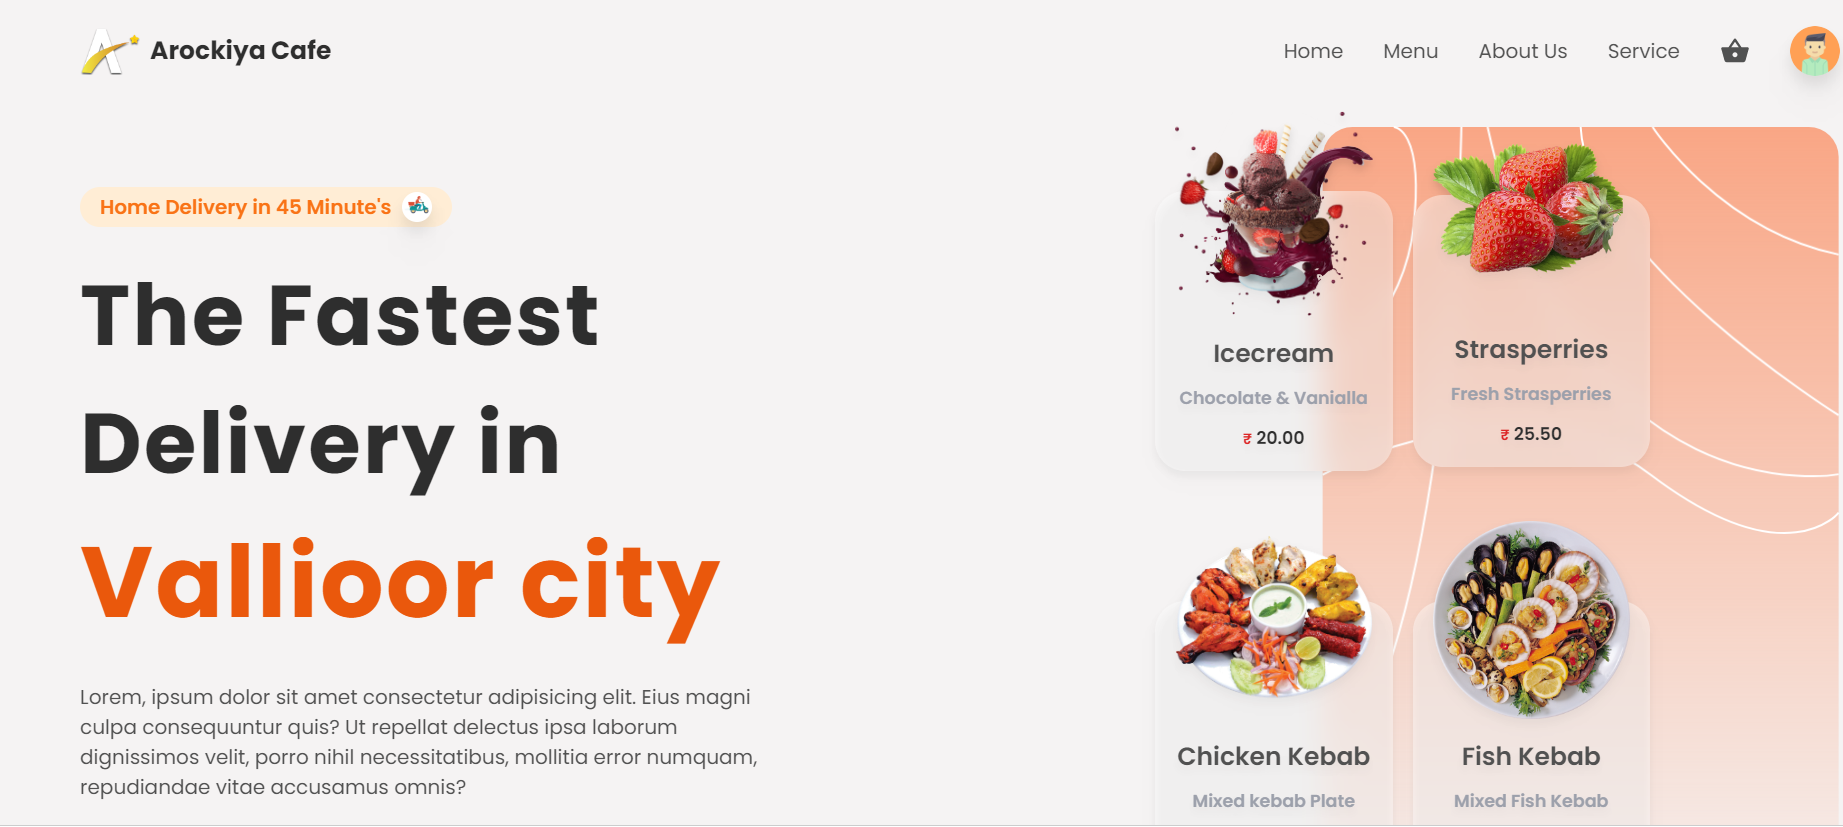 Arockiya Cafe
Home Menu About Us Service
Home Delivery in 45 Minute's
The Fastest
Delivery in
Vallioor city
Lorem, ipsum dolor sit amet consectetur adipisicing elit. Eius magni
culpa consequuntur quis? Ut repellat delectus ipsa laborum
dignissimos velit, porro nihil necessitatibus, mollitia error numquam,
repudiandae vitae accusamus omnis?
Icecream
Chocolate & Vanialla
₹ 20.00
Strasperries
Fresh Strasperries
₹ 25.50
Chicken Kebab
Mixed kebab Plate
Fish Kebab
Mixed Fish Kebab